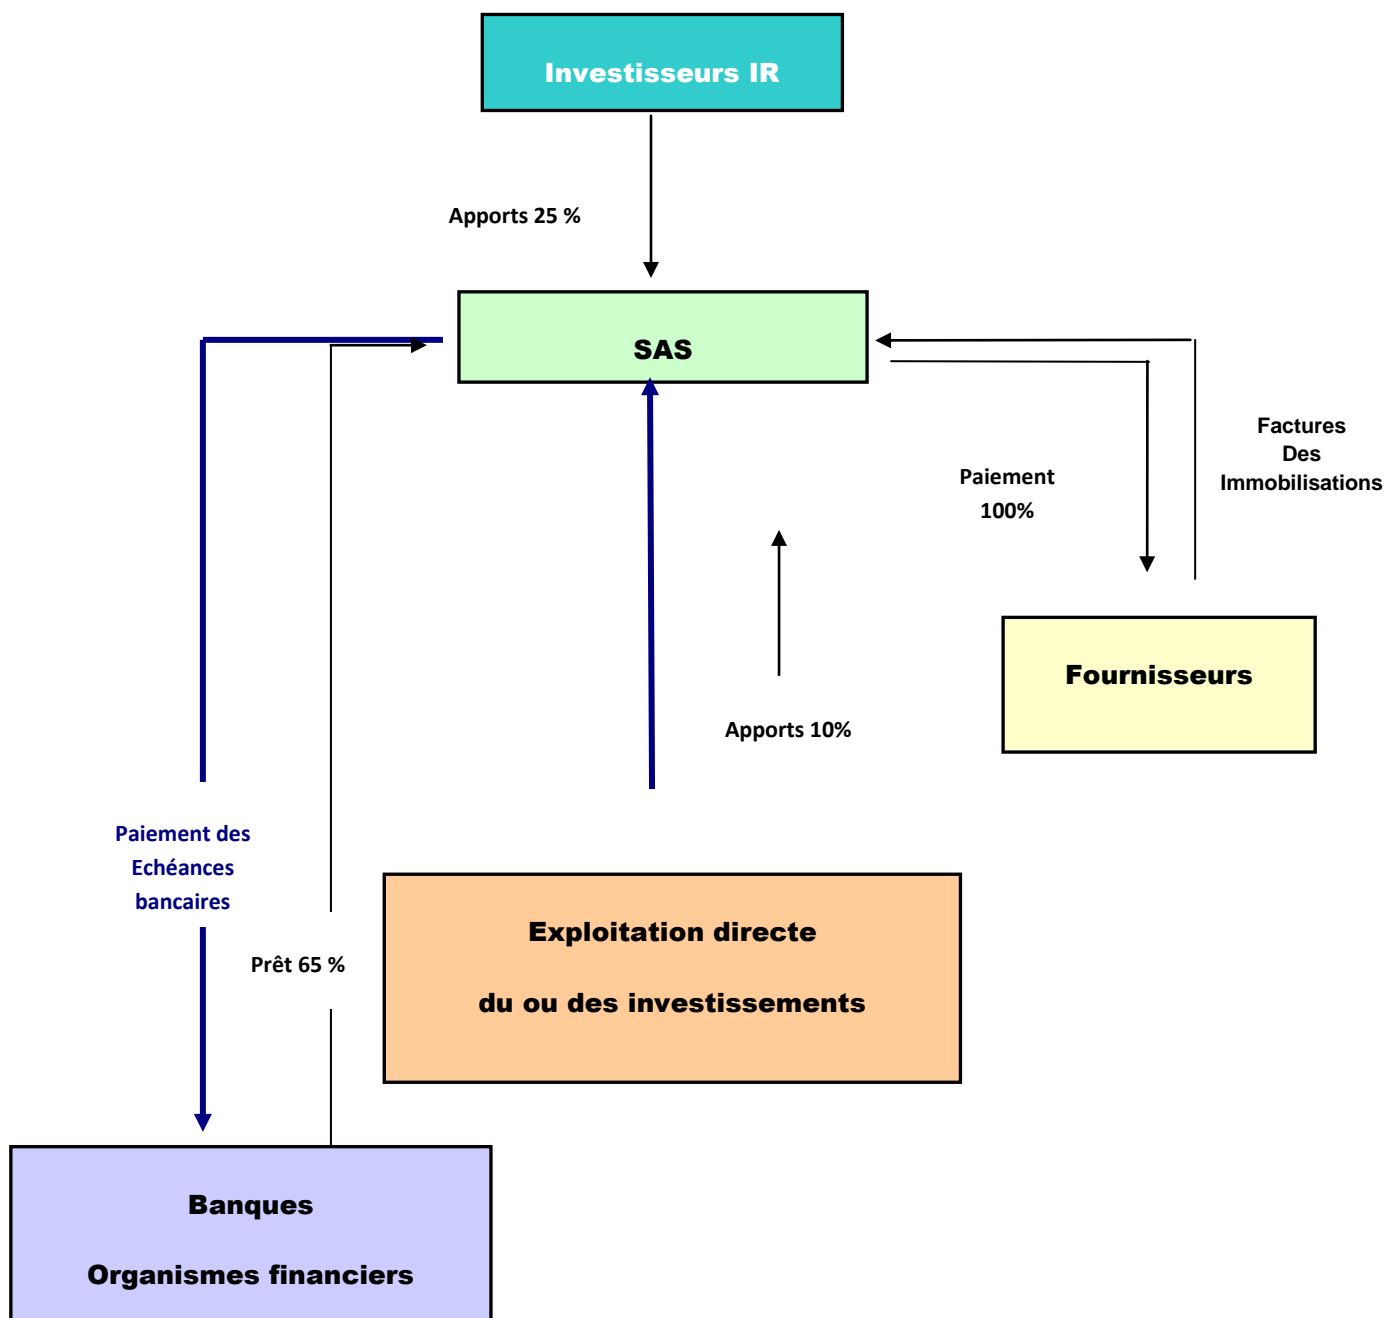 Investisseurs IR
Apports 25 %
SAS
Factures
Des
Immobilisations
Paiement
100%
Fournisseurs
Apports 10%
Paiement des
Echéances
bancaires
Prêt 65 %
Exploitation directe
du ou des investissements
Banques
Organismes financiers